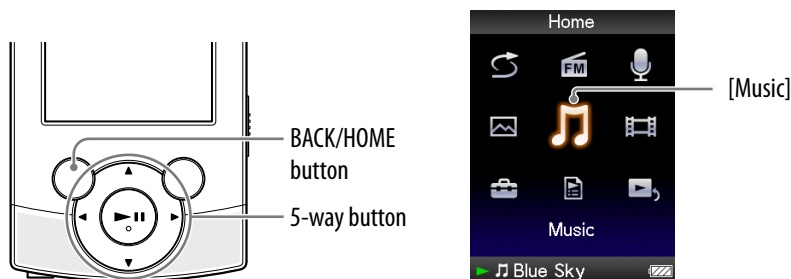 BACK/HOME
button
5-way button
Home
FM
[Music]
Music
Blue Sky